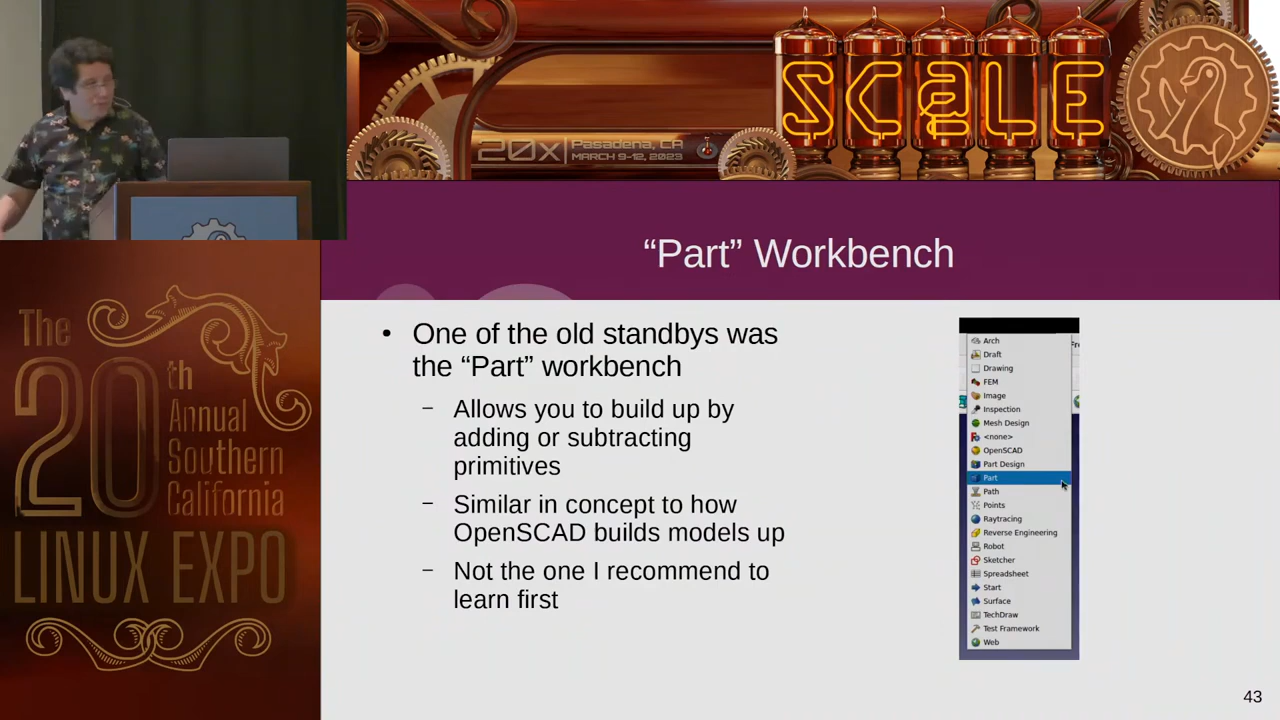 SCaLE
20x
Pasadena, CA
MARCH 9-12, 2023
“Part” Workbench
The
20th
Annual
Southern
California
LINUX EXPO
• One of the old standbys was
the “Part” workbench
– Allows you to build up by
adding or subtracting
primitives
– Similar in concept to how
OpenSCAD builds models up
– Not the one I recommend to
learn first
Arch
Draft
Drawing
FEM
Image
Inspection
Mesh Design
<none>
OpenSCAD
Part Design
Part
Path
Points
Raytracing
Reverse Engineering
Robot
Sketcher
Spreadsheet
Start
Surface
TechDraw
Test Framework
Web
43